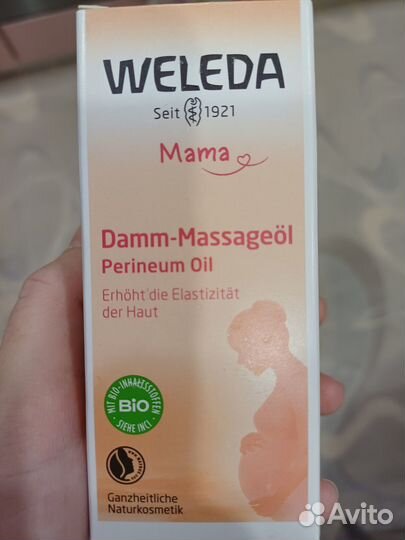 WELEDA
Seit 1921
Mama
Damm-Massageöl
Perineum Oil
Erhöht die Elastizität
der Haut
MIT BIO-INHALTSSTOFFEN
BiO
SIEHE INCI
Ganzheitliche
Naturkosmetik
Avito